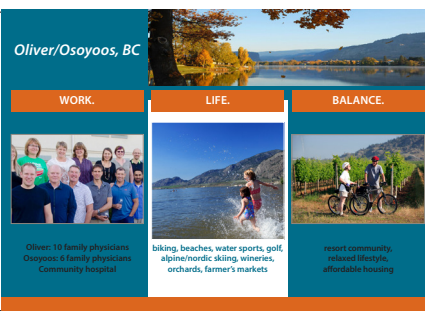 Oliver/Osoyoos, BC
WORK.
LIFE.
BALANCE.
Oliver: 10 family physicians
Osoyoos: 6 family physicians
Community hospital
biking, beaches, water sports, golf,
alpine/nordic skiing, wineries,
orchards, farmer's markets
resort community,
relaxed lifestyle,
affordable housing